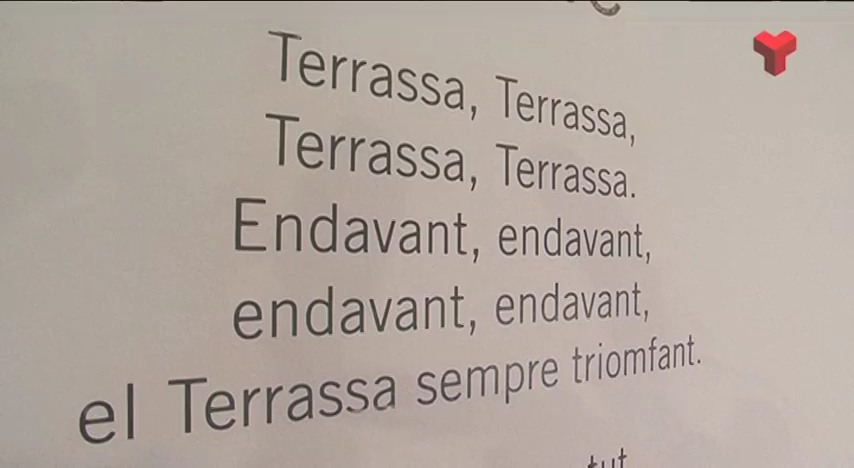 Terrassa, Terrassa,
Terrassa, Terrassa.
Endavant, endavant,
endavant, endavant,
el Terrassa sempre triomfant.